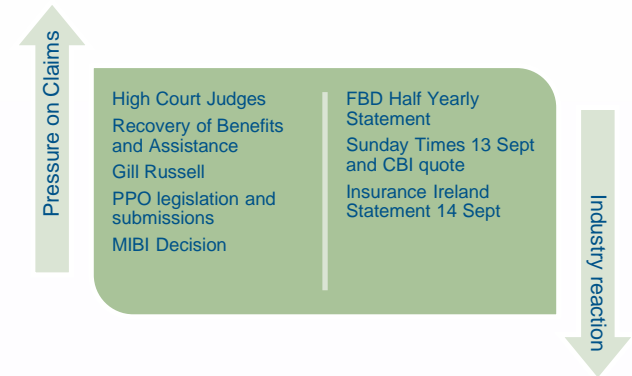 Pressure on Claims
High Court Judges
Recovery of Benefits
and Assistance
Gill Russell
PPO legislation and
submissions
MIBI Decision
FBD Half Yearly
Statement
Sunday Times 13 Sept
and CBI quote
Insurance Ireland
Statement 14 Sept
Industry reaction